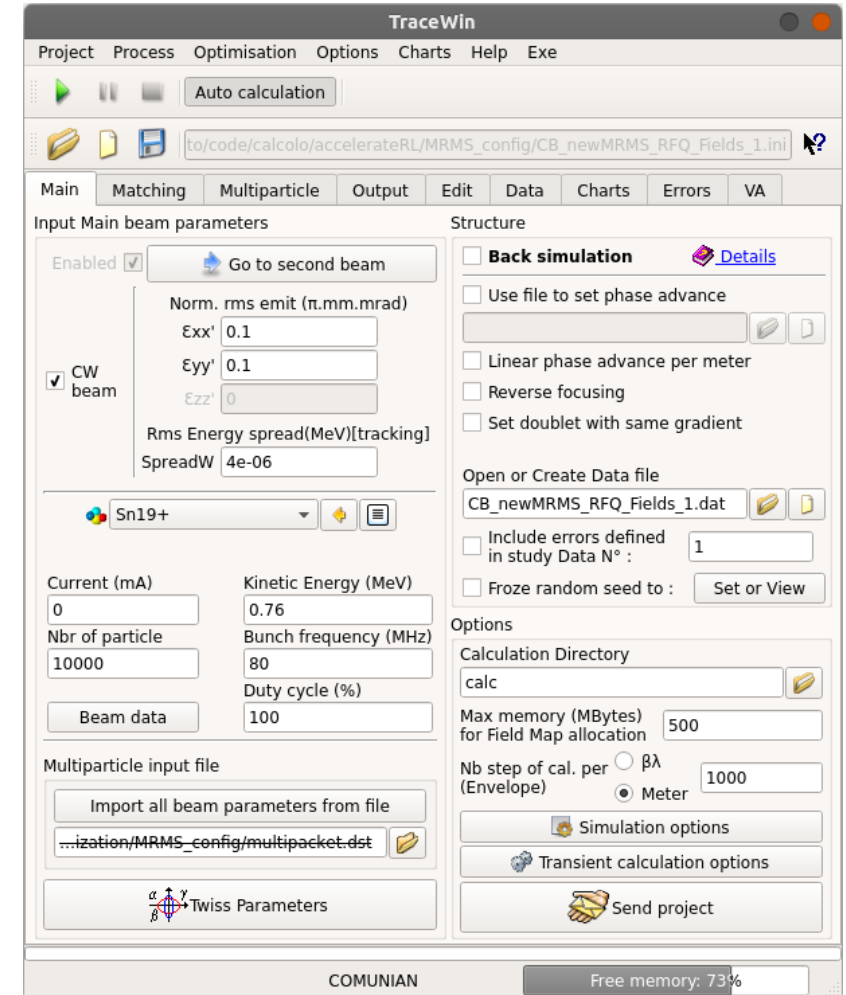 TraceWin
Project Process Optimisation Options Charts Help Exe
Auto calculation
to/code/calcolo/accelerateRL/MRMS_config/CB_newMRMS_RFQ_Fields_1.ini
Main Matching Multiparticle Output Edit Data Charts Errors VA
Input Main beam parameters
Enabled
Go to second beam
Norm. rms emit (π.mm.mrad)
Ɛxx' 0.1
Ɛyy' 0.1
Ɛzz' 0
CW
beam
Rms Energy spread(MeV)[tracking]
SpreadW 4e-06
Sn19+
Current (mA) Kinetic Energy (MeV)
0 0.76
Nbr of particle Bunch frequency (MHz)
10000 80
Duty cycle (%)
Beam data 100
Multiparticle input file
Import all beam parameters from file
...ization/MRMS_config/multipacket.dst
α γ
β
Twiss Parameters
Structure
Back simulation Details
Use file to set phase advance
Linear phase advance per meter
Reverse focusing
Set doublet with same gradient
Open or Create Data file
CB_newMRMS_RFQ_Fields_1.dat
Include errors defined
in study Data N° : 1
Froze random seed to : Set or View
Options
Calculation Directory
calc
Max memory (MBytes)
for Field Map allocation 500
Nb step of cal. per βλ
(Envelope) Meter 1000
Simulation options
Transient calculation options
Send project
COMUNIAN Free memory: 73%